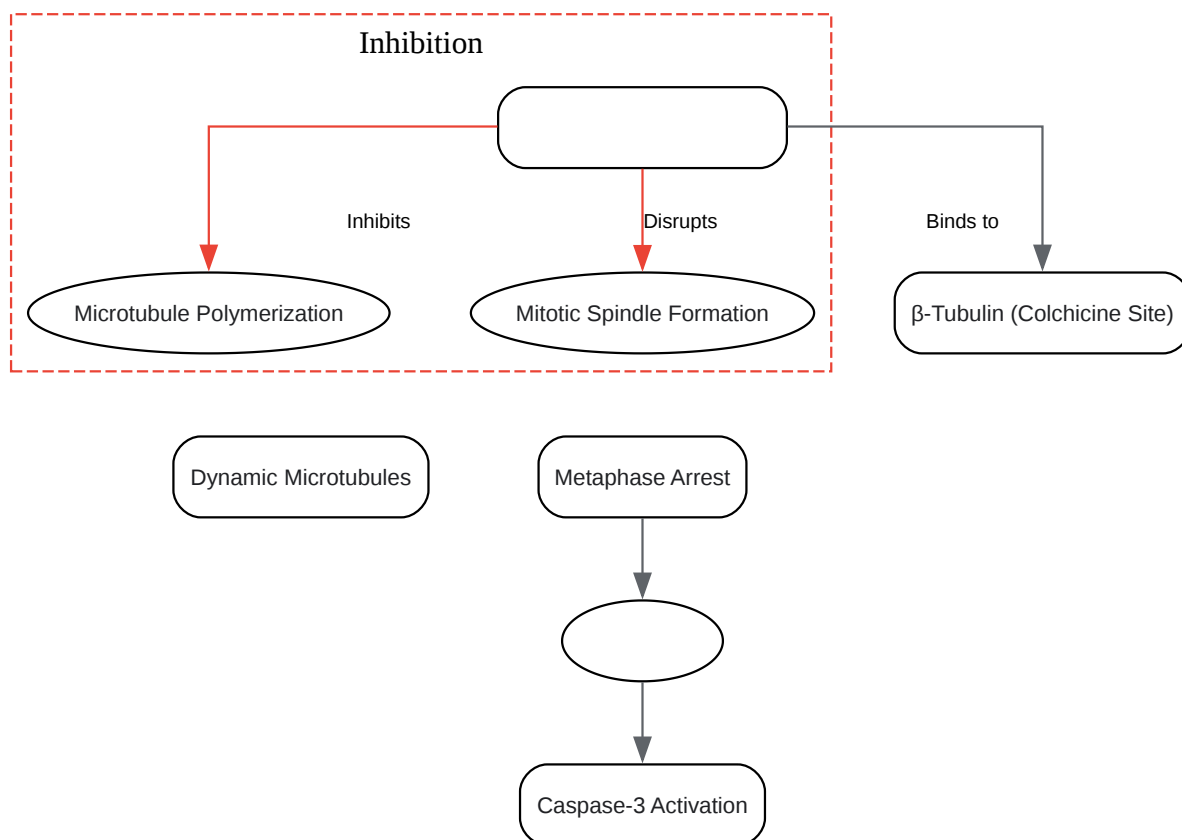 Inhibition
Inhibits
Disrupts
Binds to
Microtubule Polymerization
Mitotic Spindle Formation
β-Tubulin (Colchicine Site)
Dynamic Microtubules
Metaphase Arrest
Caspase-3 Activation